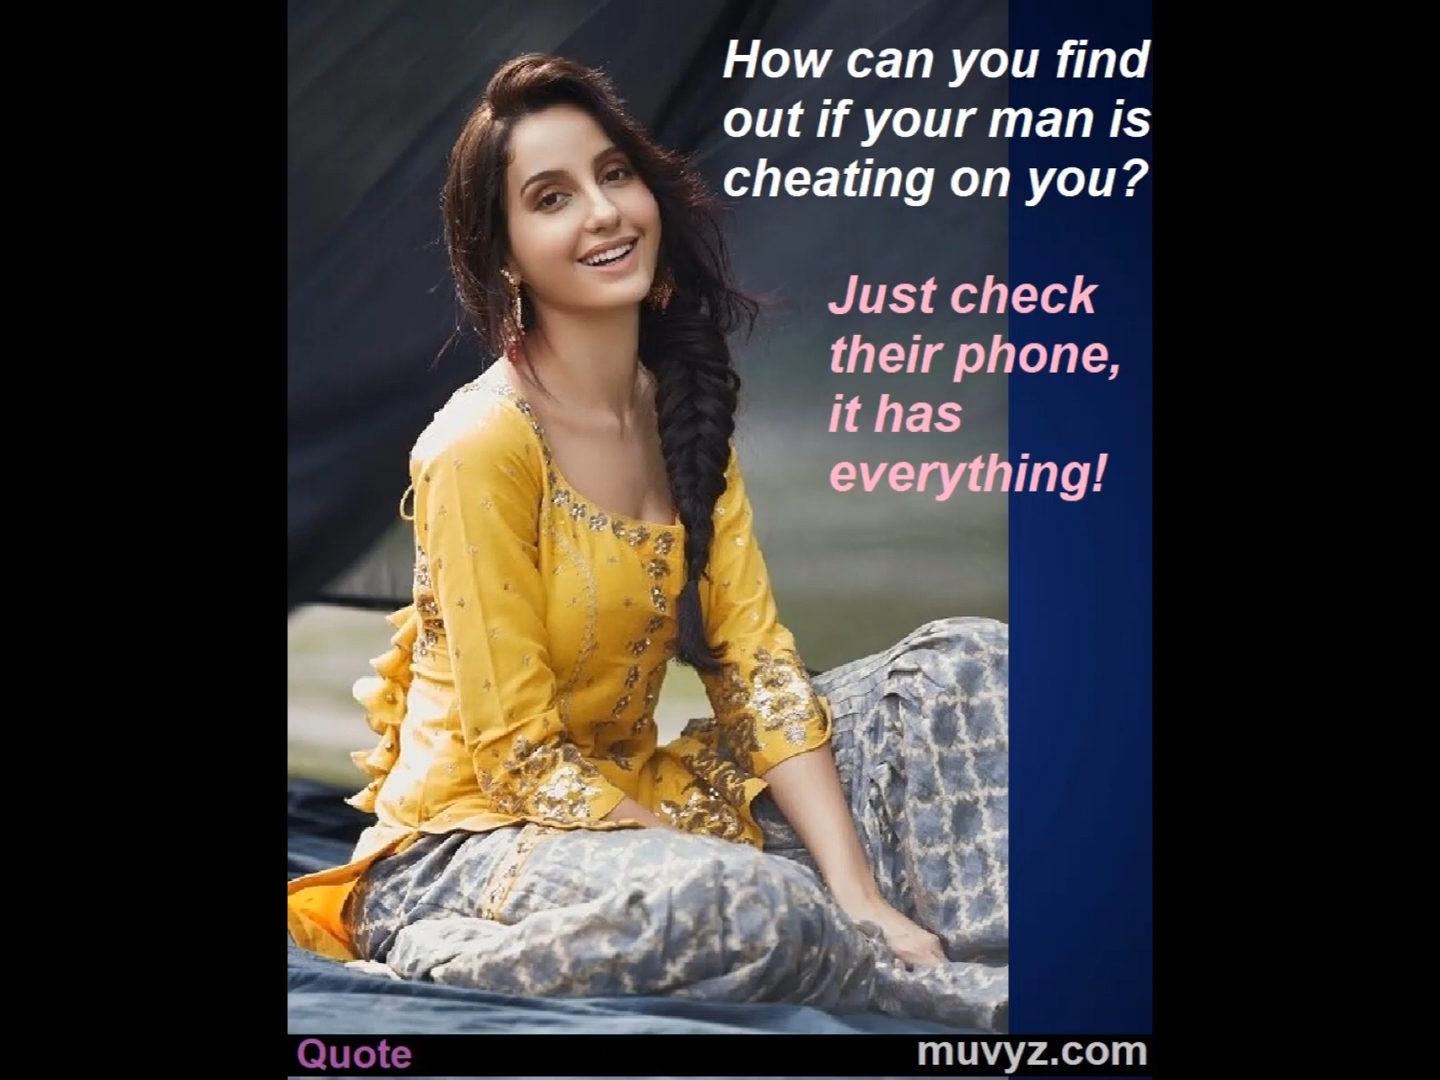 How can you find
out if your man is
cheating on you?
Just check
their phone,
it has
everything!
Quote
muvyz.com